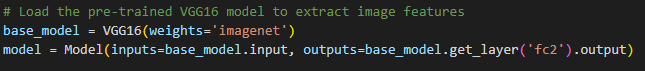 # Load the pre-trained VGG16 model to extract image features
base_model = VGG16(weights='imagenet')
model = Model(inputs=base_model.input, outputs=base_model.get_layer('fc2').output)